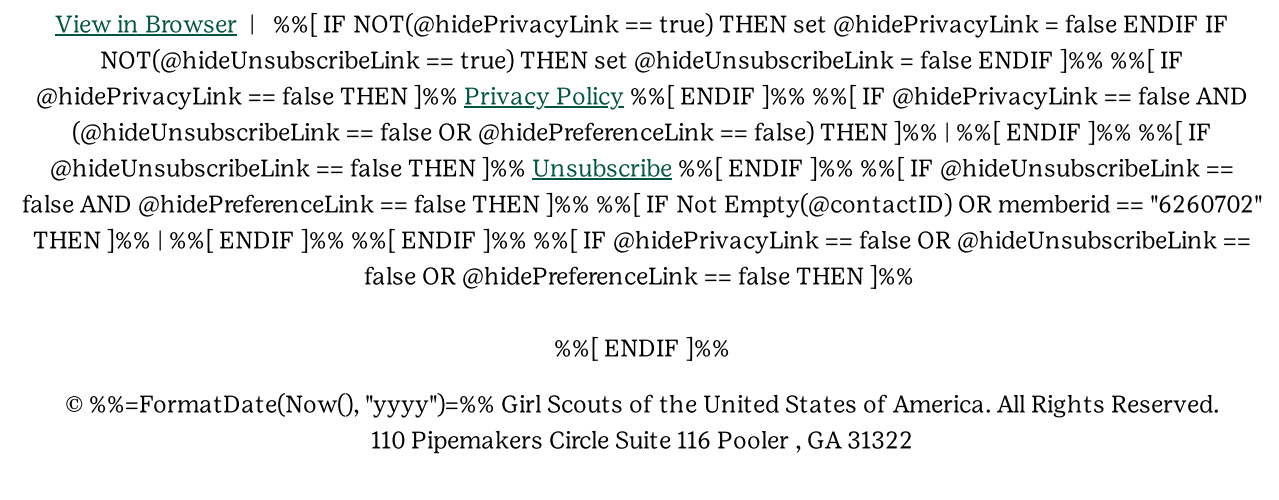 View in Browser | %%[ IF NOT(@hidePrivacyLink == true) THEN set @hidePrivacyLink = false ENDIF IF
NOT(@hideUnsubscribeLink == true) THEN set @hideUnsubscribeLink = false ENDIF ]%% %%[ IF
@hidePrivacyLink == false THEN ]%% Privacy Policy %%[ ENDIF ]%% %%[ IF @hidePrivacyLink == false AND
(@hideUnsubscribeLink == false OR @hidePreferenceLink == false) THEN ]%% | %%[ ENDIF ]%% %%[ IF
@hideUnsubscribeLink == false THEN ]%% Unsubscribe %%[ ENDIF ]%% %%[ IF @hideUnsubscribeLink ==
false AND @hidePreferenceLink == false THEN ]%% %%[ IF Not Empty(@contactID) OR memberid == "6260702"
THEN ]%% | %%[ ENDIF ]%% %%[ ENDIF ]%% %%[ IF @hidePrivacyLink == false OR @hideUnsubscribeLink ==
false OR @hidePreferenceLink == false THEN ]%%
%%[ ENDIF ]%%
© %%=FormatDate(Now(), "yyyy")=%% Girl Scouts of the United States of America. All Rights Reserved.
110 Pipemakers Circle Suite 116 Pooler , GA 31322